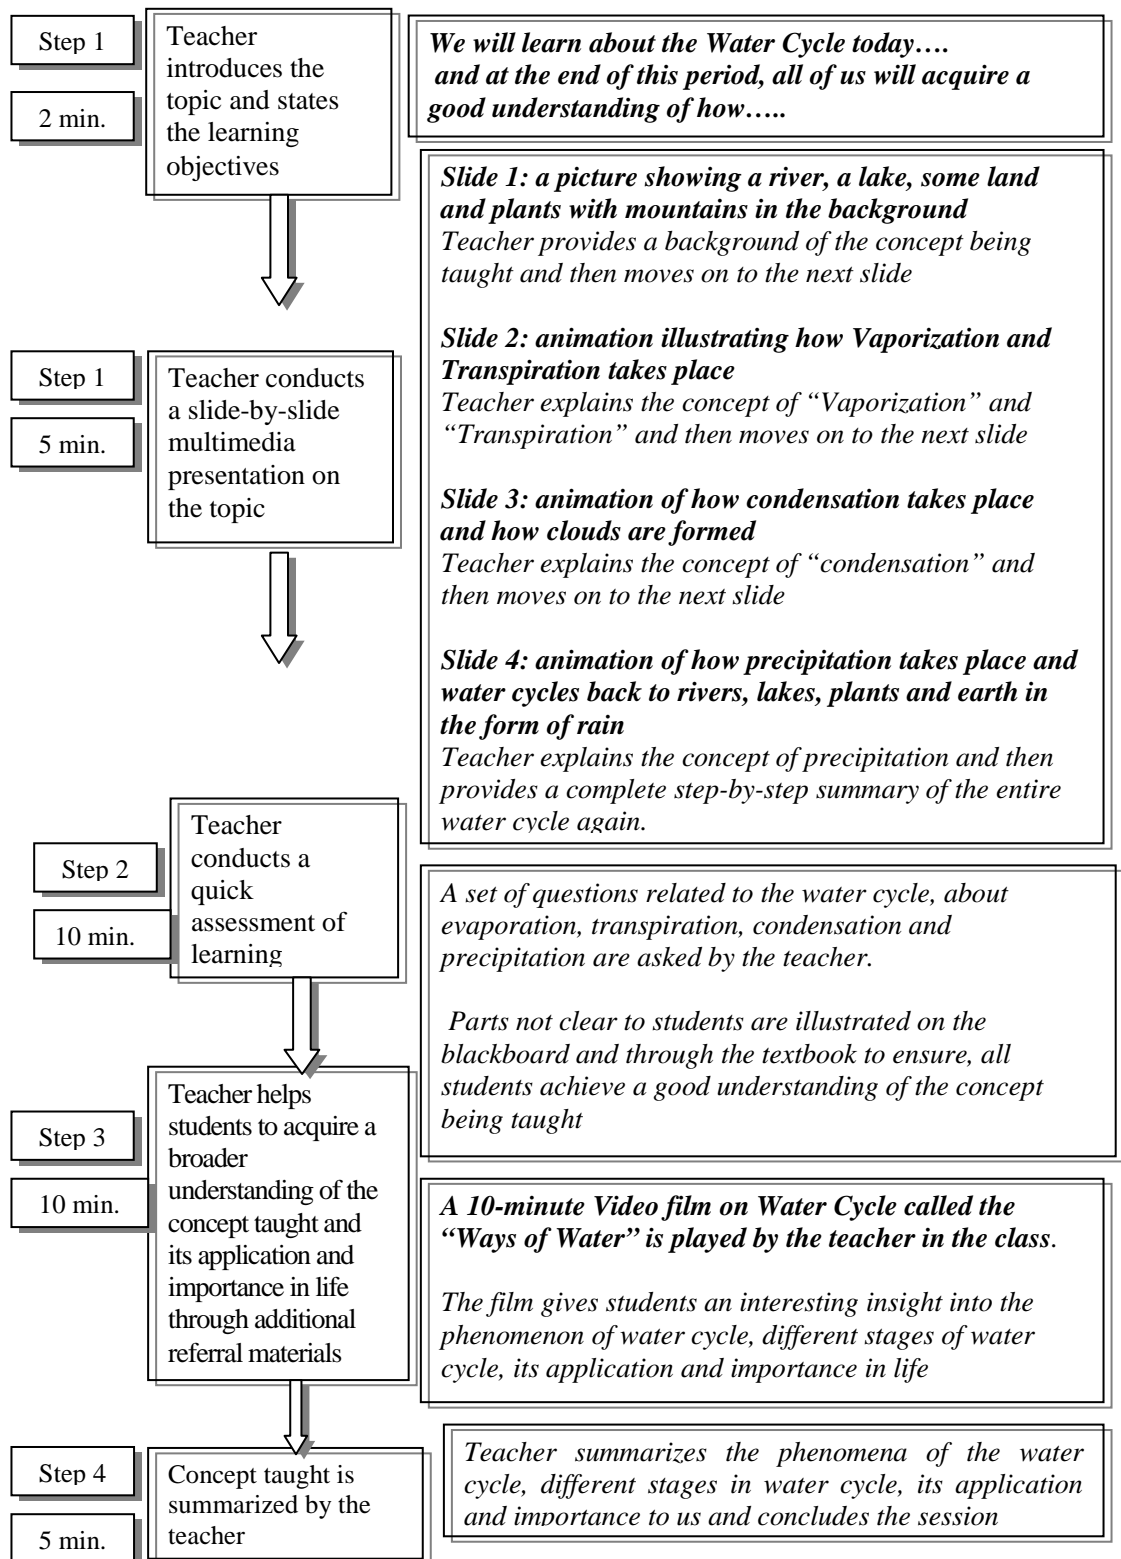 Step 1
2 min.
Teacher
introduces the
topic and states
the learning
objectives
We will learn about the Water Cycle today….
and at the end of this period, all of us will acquire a
good understanding of how…..
Step 1
5 min.
Teacher conducts
a slide-by-slide
multimedia
presentation on
the topic
Slide 1: a picture showing a river, a lake, some land
and plants with mountains in the background
Teacher provides a background of the concept being
taught and then moves on to the next slide
Slide 2: animation illustrating how Vaporization and
Transpiration takes place
Teacher explains the concept of “Vaporization” and
“Transpiration” and then moves on to the next slide
Slide 3: animation of how condensation takes place
and how clouds are formed
Teacher explains the concept of “condensation” and
then moves on to the next slide
Slide 4: animation of how precipitation takes place and
water cycles back to rivers, lakes, plants and earth in
the form of rain
Teacher explains the concept of precipitation and then
provides a complete step-by-step summary of the entire
water cycle again.
Step 2
10 min.
Teacher
conducts a
quick
assessment of
learning
A set of questions related to the water cycle, about
evaporation, transpiration, condensation and
precipitation are asked by the teacher.
Parts not clear to students are illustrated on the
blackboard and through the textbook to ensure, all
students achieve a good understanding of the concept
being taught
Step 3
10 min.
Teacher helps
students to acquire a
broader
understanding of the
concept taught and
its application and
importance in life
through additional
referral materials
A 10-minute Video film on Water Cycle called the
“Ways of Water” is played by the teacher in the class.
The film gives students an interesting insight into the
phenomenon of water cycle, different stages of water
cycle, its application and importance in life
Step 4
5 min.
Concept taught is
summarized by the
teacher
Teacher summarizes the phenomena of the water
cycle, different stages in water cycle, its application
and importance to us and concludes the session